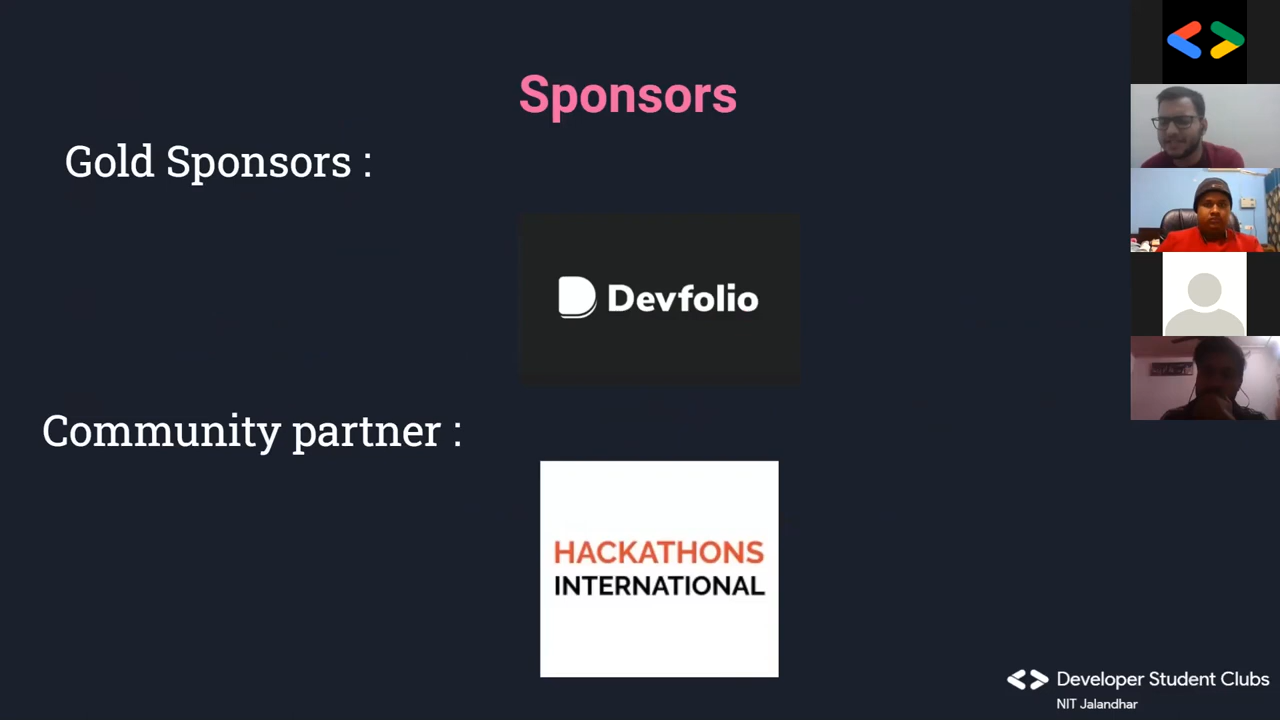 Sponsors
Gold Sponsors :
Devfolio
Community partner :
HACKATHONS
INTERNATIONAL
Developer Student Clubs
NIT Jalandhar